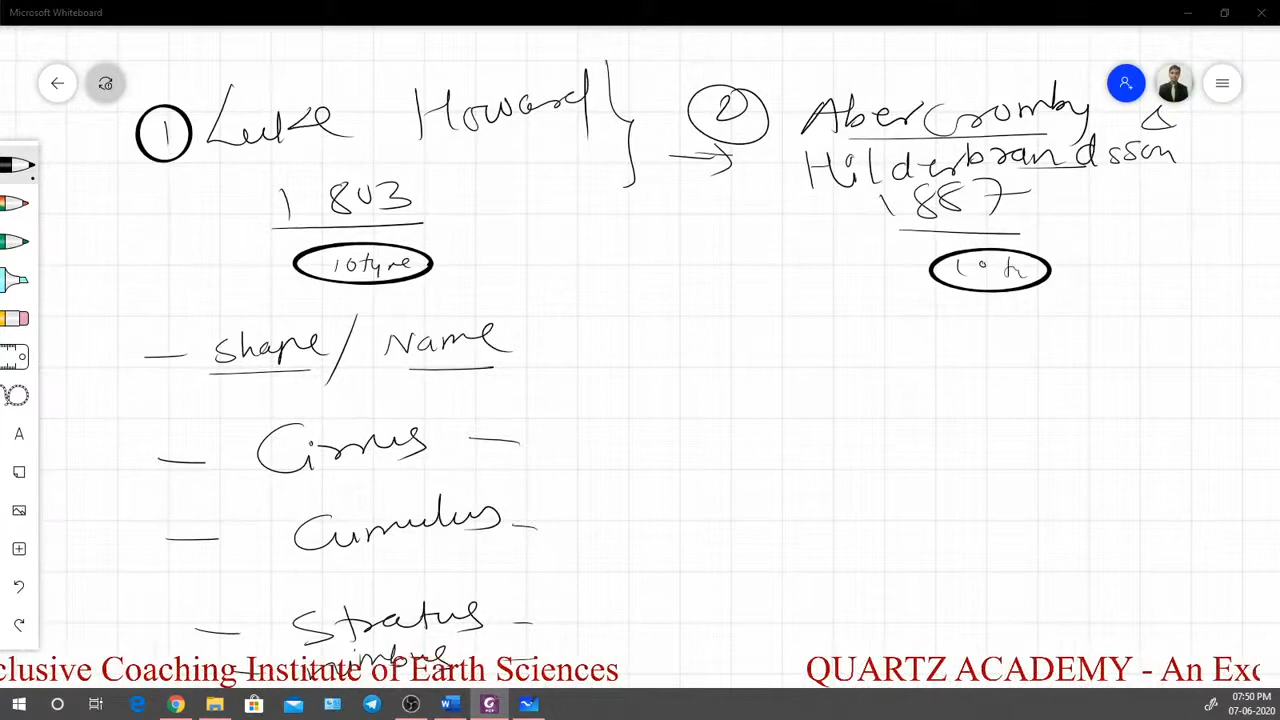 Microsoft Whiteboard
① Luke Howard } → ② Abercromby &
Hilderbrandsson
1803
1887
10 type
10 ty
— Shape / Name
— Cirrus —
— Cumulus —
— Stratus —
— nimbus —
clusive Coaching Institute of Earth Sciences
QUARTZ ACADEMY - An Exc
A
07:50 PM
07-06-2020